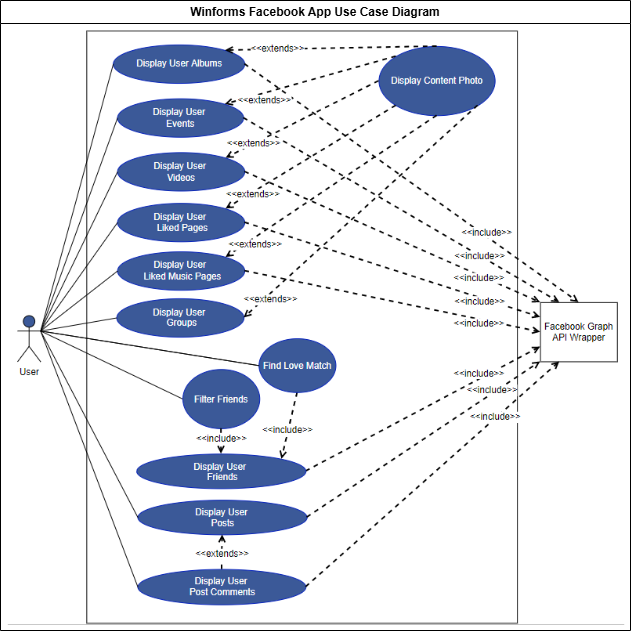 Winforms Facebook App Use Case Diagram
<<extends>>
Display User Albums
Display Content Photo
<<extends>>
Display User
Events
<<extends>>
Display User
Videos
<<extends>>
Display User
Liked Pages
<<include>>
<<extends>>
<<include>>
Display User
Liked Music Pages
<<include>>
<<extends>>
<<include>>
Display User
Groups
<<include>>
Facebook Graph
API Wrapper
User
Find Love Match
<<include>>
Filter Friends
<<include>>
<<include>>
<<include>>
<<include>>
Display User
Friends
Display User
Posts
<<extends>>
Display User
Post Comments